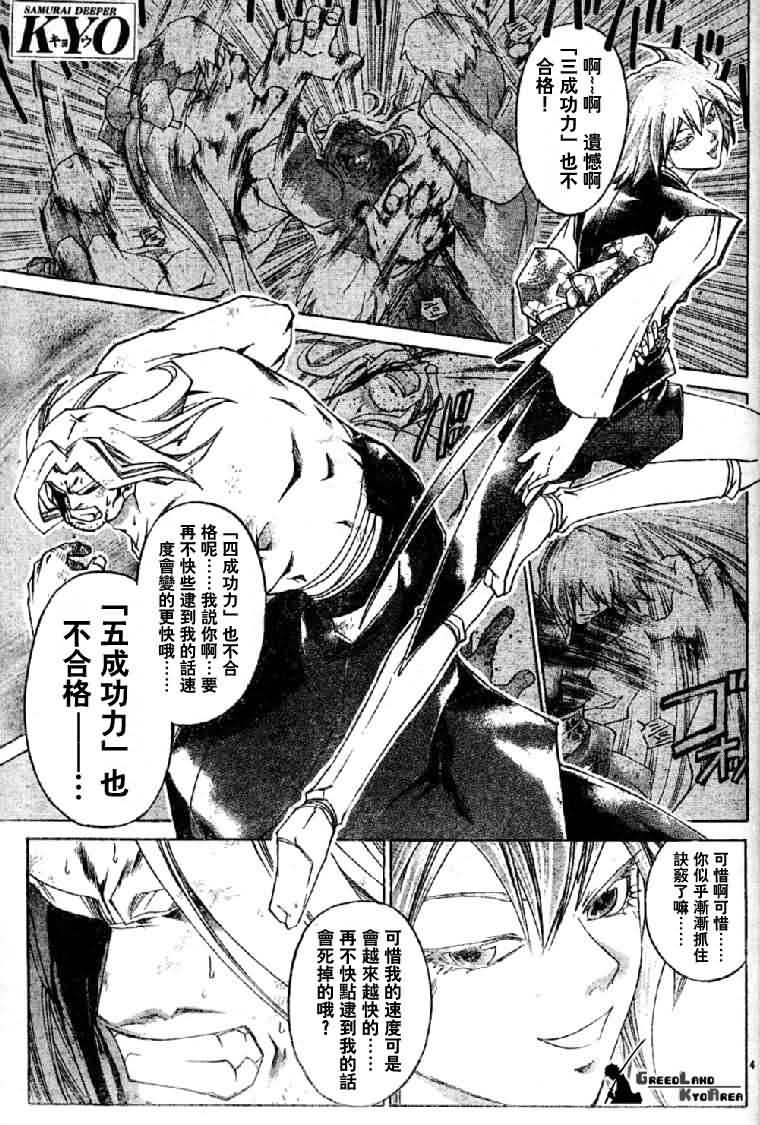 SAMURAI DEEPER
KYO
キョウ
啊~~啊 遺憾啊
「三成功力」也不
合格！
「四成功力」也不合
格呢……我説你啊…要
再不快些逮到我的話速
度會變的更快哦……
「五成功力」也
不合格——…
ゴ
可惜啊可惜……
你似乎漸漸抓住
訣竅了嘛……
可惜我的速度可是
會越來越快的……
再不快點逮到我的話
會死掉的哦？
4
GREEDLAND
KYOAREA